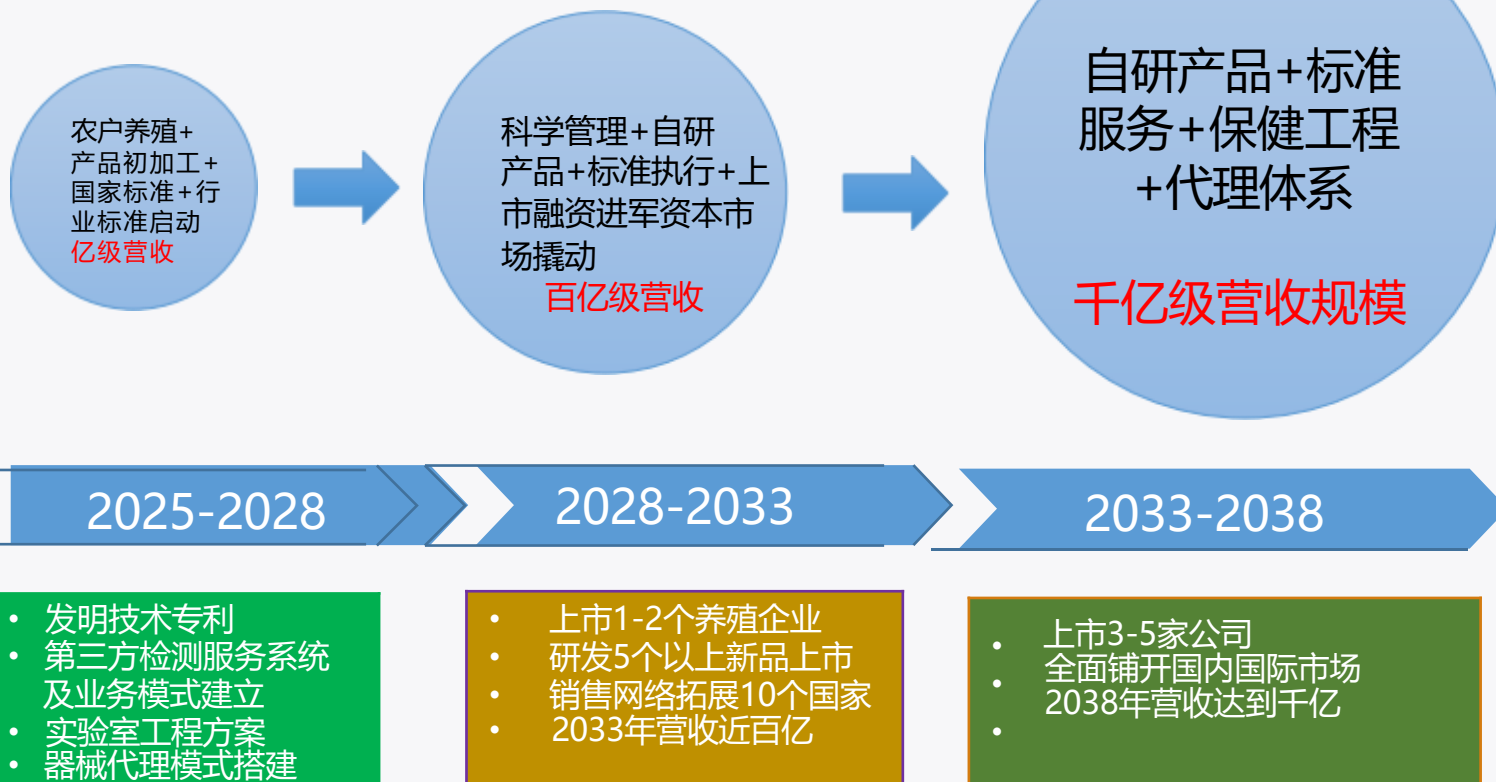 农户养殖+
产品初加工+
国家标准+行
业标准启动
亿级营收
科学管理+自研
产品+标准执行+上
市融资进军资本市
场撬动
百亿级营收
自研产品+标准
服务+保健工程
+代理体系
千亿级营收规模
2025-2028
2028-2033
2033-2038
• 发明技术专利
• 第三方检测服务系统
及业务模式建立
• 实验室工程方案
• 器械代理模式搭建
• 上市1-2个养殖企业
• 研发5个以上新品上市
• 销售网络拓展10个国家
• 2033年营收近百亿
• 上市3-5家公司
• 全面铺开国内国际市场
2038年营收达到千亿
•